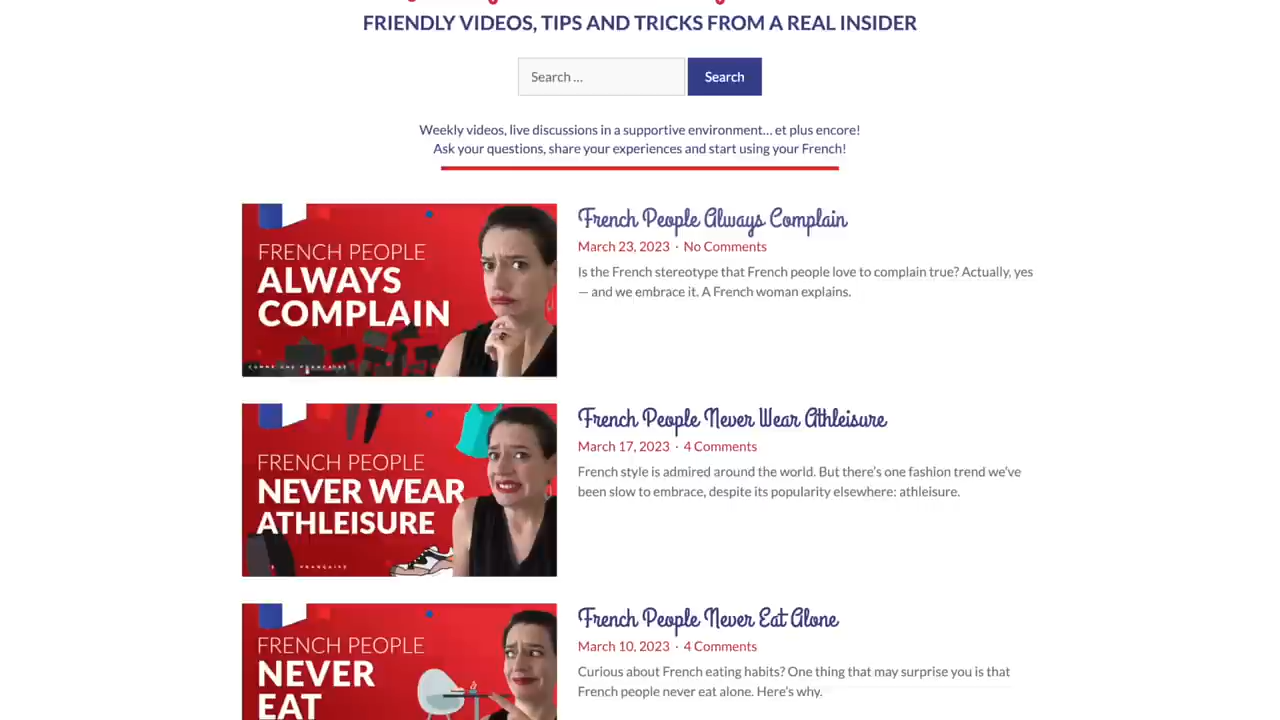 FRIENDLY VIDEOS, TIPS AND TRICKS FROM A REAL INSIDER
Search ...
Search
Weekly videos, live discussions in a supportive environment... et plus encore!
Ask your questions, share your experiences and start using your French!
FRENCH PEOPLE
ALWAYS
COMPLAIN
COMME UNE FRANÇAISE
French People Always Complain
March 23, 2023 · No Comments
Is the French stereotype that French people love to complain true? Actually, yes
— and we embrace it. A French woman explains.
FRENCH PEOPLE
NEVER WEAR
ATHLEISURE
FRANÇAISE
French People Never Wear Athleisure
March 17, 2023 · 4 Comments
French style is admired around the world. But there's one fashion trend we've
been slow to embrace, despite its popularity elsewhere: athleisure.
FRENCH PEOPLE
NEVER
EAT
French People Never Eat Alone
March 10, 2023 · 4 Comments
Curious about French eating habits? One thing that may surprise you is that
French people never eat alone. Here's why.